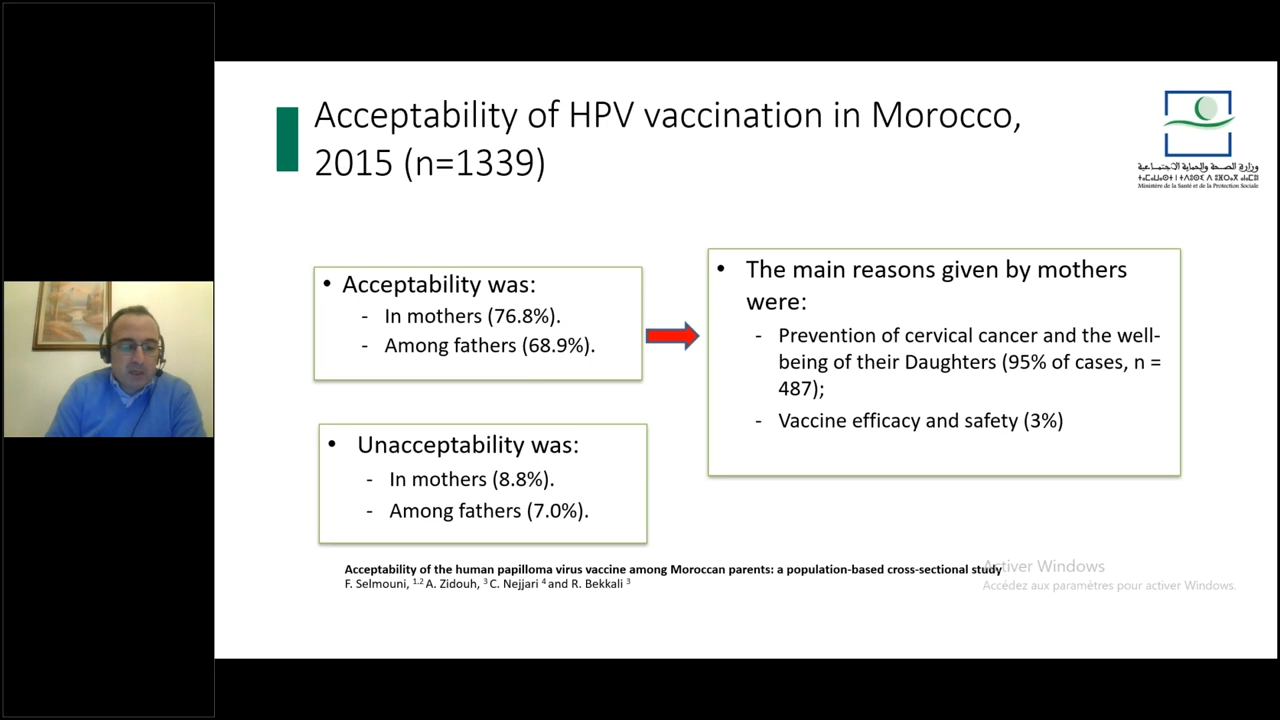 Acceptability of HPV vaccination in Morocco,
2015 (n=1339)
وزارة الصحة والحماية الاجتماعية
Ministère de la Santé et de la Protection Sociale
• Acceptability was:
- In mothers (76.8%).
- Among fathers (68.9%).
• The main reasons given by mothers
were:
- Prevention of cervical cancer and the well-
being of their Daughters (95% of cases, n =
487);
- Vaccine efficacy and safety (3%)
• Unacceptability was:
- In mothers (8.8%).
- Among fathers (7.0%).
Acceptability of the human papilloma virus vaccine among Moroccan parents: a population-based cross-sectional study
F. Selmouni, 1,2 A. Zidouh, 3 C. Nejjari 4 and R. Bekkali 3
Activer Windows
Accédez aux paramètres pour activer Windows.